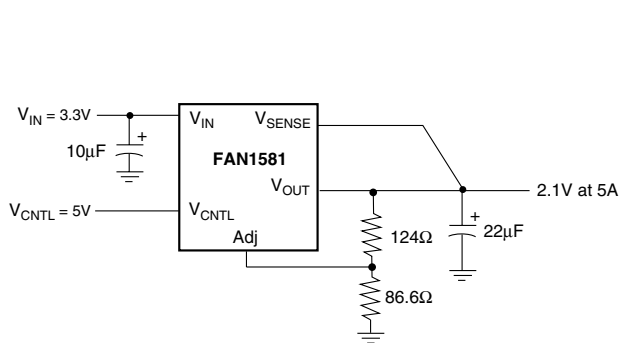 V_IN = 3.3V
V_IN
V_SENSE
+
10µF
FAN1581
V_OUT
2.1V at 5A
V_CNTL = 5V
V_CNTL
Adj
124Ω
+
22µF
86.6Ω